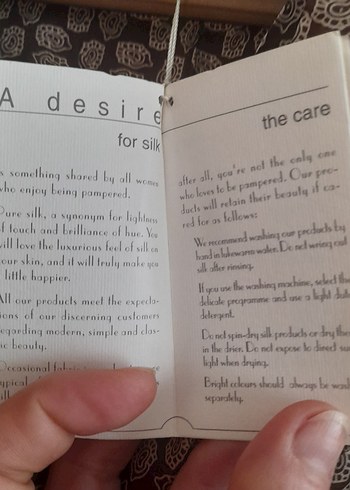 A desire
for silk
s something shared by all women
who enjoy being pampered.
Pure silk, a synonym for lightness
of touch and brilliance of hue. You
will love the luxurious feel of silk on
your skin, and it will truly make you
little happier.
All our products meet the expecta-
ions of our discerning customers
egarding modern, simple and clas-
ic beauty.
Occasional
ypical
the care
after all, you're not the only one
who loves to be pampered. Our pro-
ducts will retain their beauty if ca-
red for as follows:
We recommend washing our products by
hand in lukewarm water. Do not wring out
silk after rinsing.
If you use the washing machine, select the
delicate programme and use a light duty
detergent.
Do not spin-dry silk products or dry them
in the drier. Do not expose to direct sun
light when drying.
Bright colours should always be wash
separately.